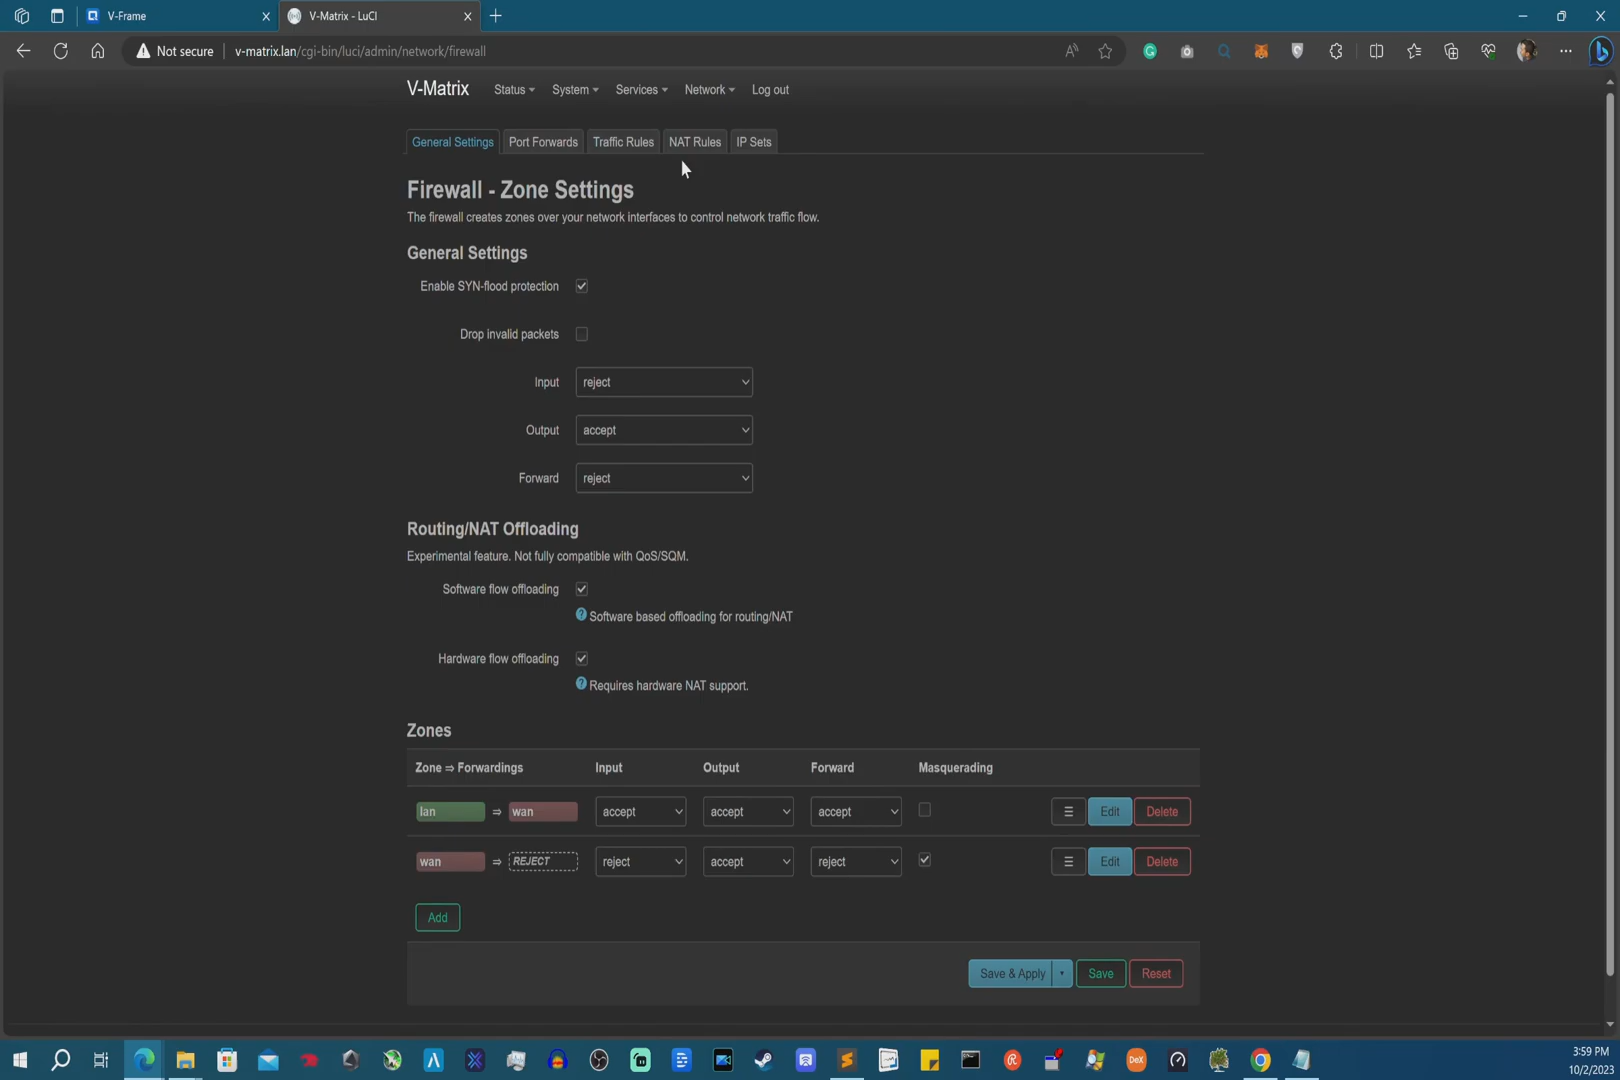 V-Frame
V-Matrix - LuCI
Not secure
v-matrix.lan/cgi-bin/luci/admin/network/firewall
V-Matrix
Status
System
Services
Network
Log out
General Settings
Port Forwards
Traffic Rules
NAT Rules
IP Sets
Firewall - Zone Settings
The firewall creates zones over your network interfaces to control network traffic flow.
General Settings
Enable SYN-flood protection
Drop invalid packets
Input
reject
Output
accept
Forward
reject
Routing/NAT Offloading
Experimental feature. Not fully compatible with QoS/SQM.
Software flow offloading
Software based offloading for routing/NAT
Hardware flow offloading
Requires hardware NAT support.
Zones
Zone ⇒ Forwardings
Input
Output
Forward
Masquerading
lan ⇒ wan
accept
accept
accept
Edit
Delete
wan ⇒ REJECT
reject
accept
reject
Edit
Delete
Add
Save & Apply
Save
Reset
DeX
3:59 PM
10/2/2023